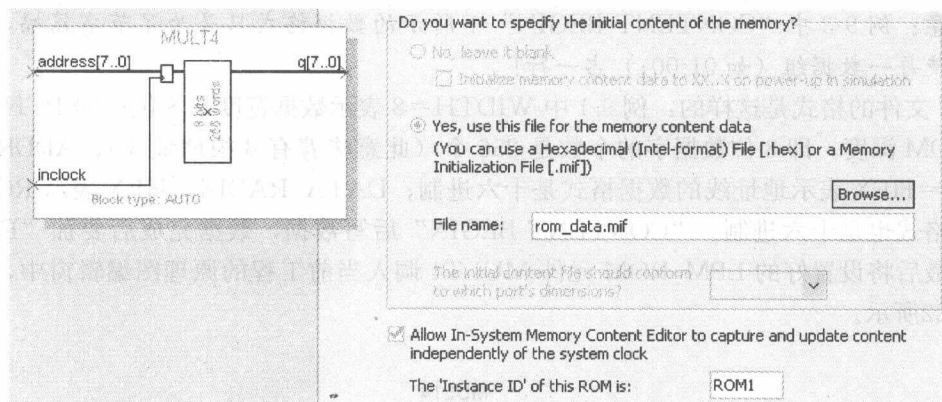 MULT4
address[7..0]
q[7..0]
8 bits
256 words
inclock
Block type: AUTO
Do you want to specify the initial content of the memory?
No, leave it blank
Initialize memory content data to XX..X on power-up in simulation
Yes, use this file for the memory content data
(You can use a Hexadecimal (Intel-format) File [.hex] or a Memory
Initialization File [.mif])
Browse...
File name:
rom_data.mif
The initial content file should conform
to which port's dimensions?
Allow In-System Memory Content Editor to capture and update content
independently of the system clock
The 'Instance ID' of this ROM is:
ROM1